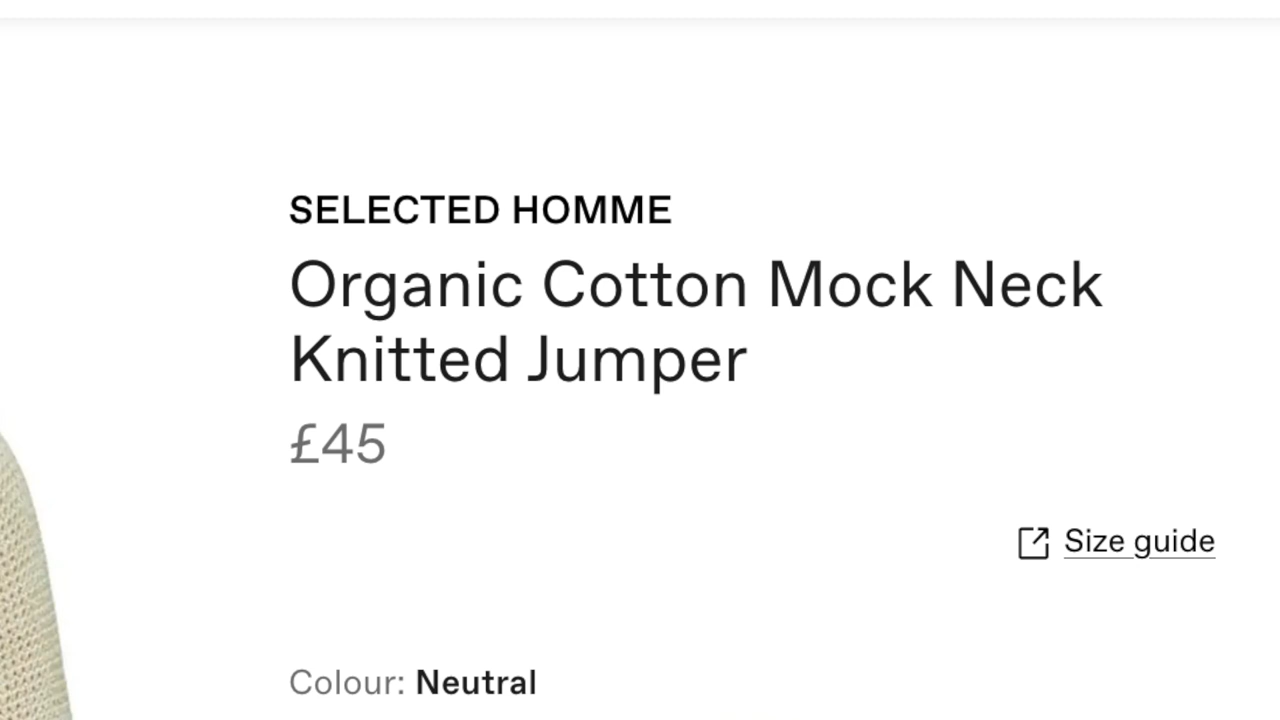 SELECTED HOMME
Organic Cotton Mock Neck
Knitted Jumper
£45
Size guide
Colour: Neutral